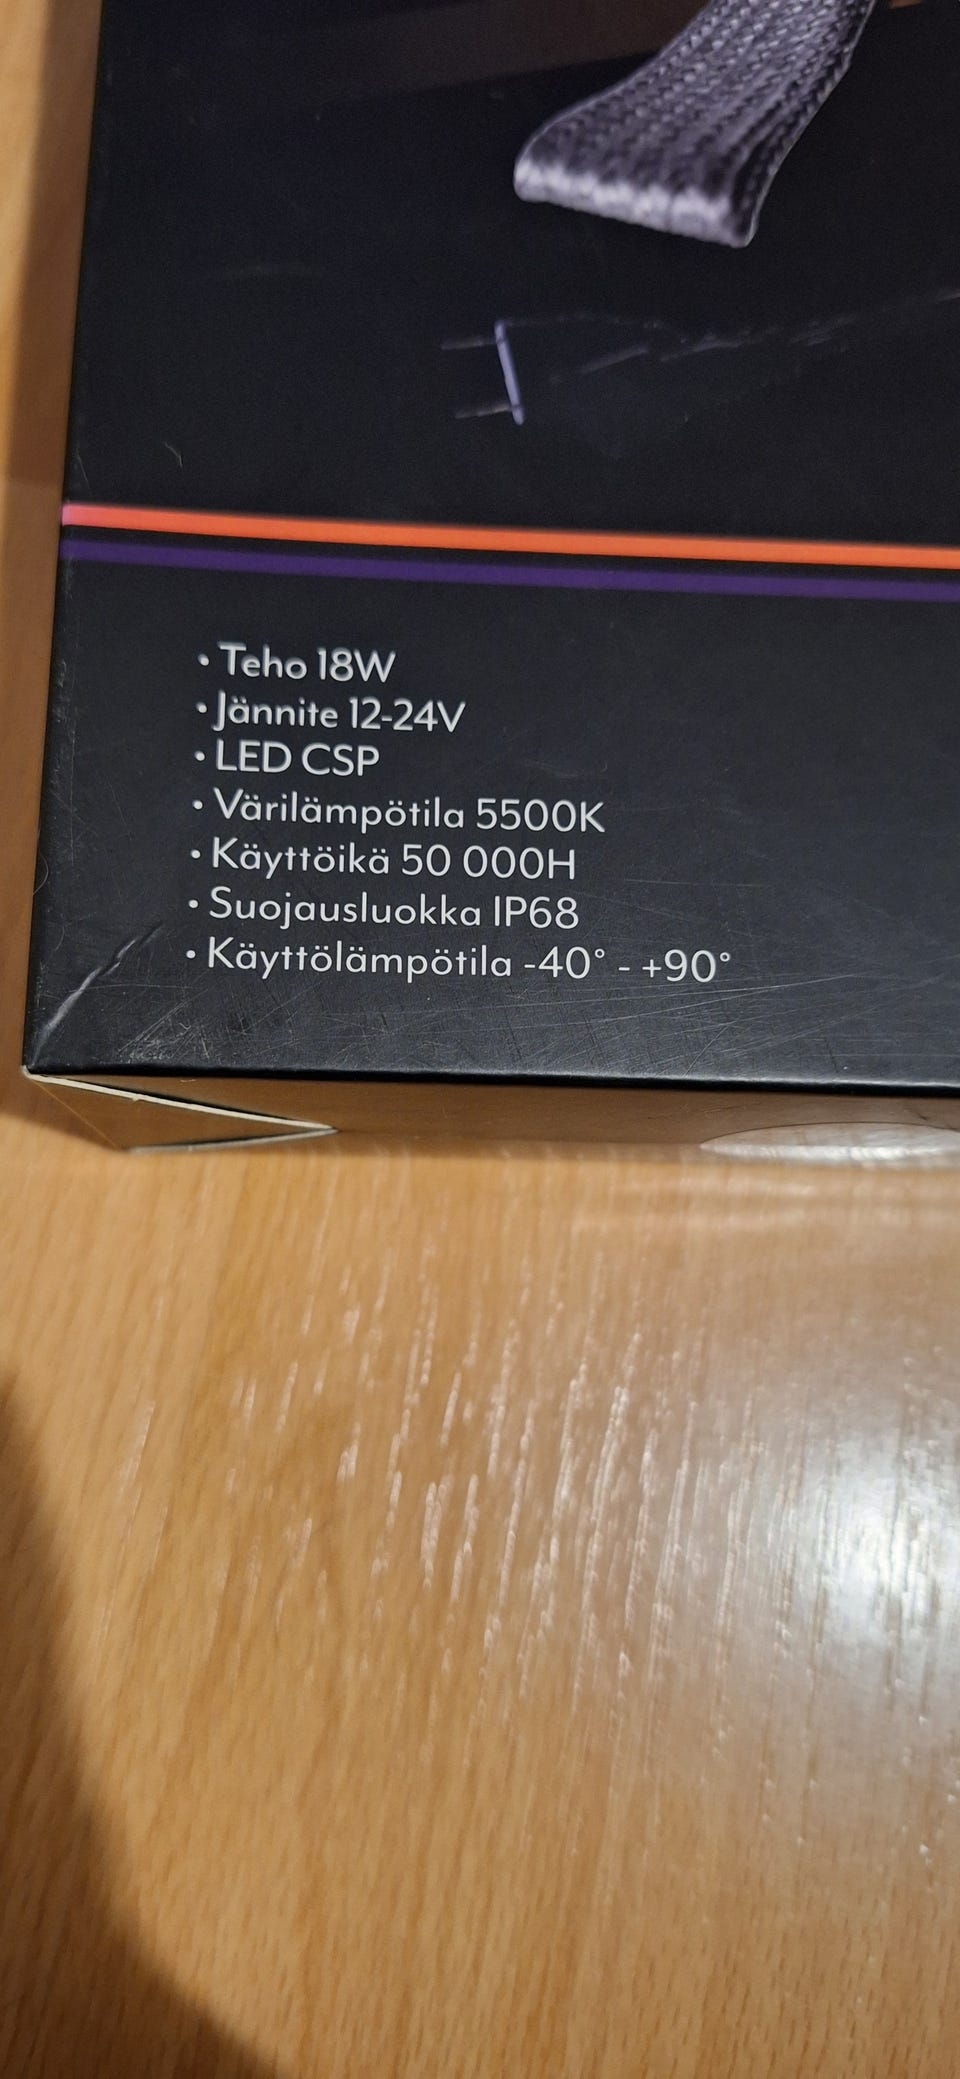 • Teho 18W
• Jännite 12-24V
• LED CSP
• Värilämpötila 5500K
• Käyttöikä 50 000H
• Suojausluokka IP68
• Käyttölämpötila -40° - +90°